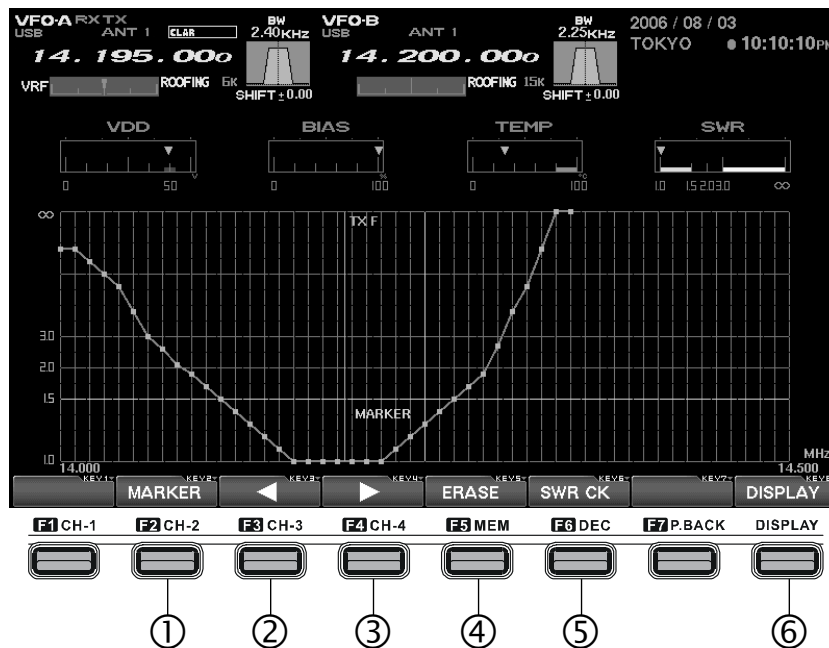 VFO-A RX TX BW VFO-B BW 2006 / 08 / 03
USB ANT 1 CLAR 2.40KHz USB ANT 1 2.25KHz TOKYO 10:10:10PM
14.195.000 14.200.000
VRF ROOFING 6K ROOFING 15K
SHIFT ± 0.00 SHIFT ± 0.00
VDD BIAS TEMP SWR
0 50 V 0 100 % 0 100 °C 1.0 1.5 2.0 3.0 ∞
∞ TX F
3.0
2.0
1.5
MARKER
1.0 MHz
14.000 14.500
KEY1 KEY2 KEY3 KEY4 KEY5 KEY6 KEY7 KEY8
MARKER ◀ ▶ ERASE SWR CK DISPLAY
F1 CH-1 F2 CH-2 F3 CH-3 F4 CH-4 F5 MEM F6 DEC F7 P.BACK DISPLAY
① ② ③ ④ ⑤ ⑥